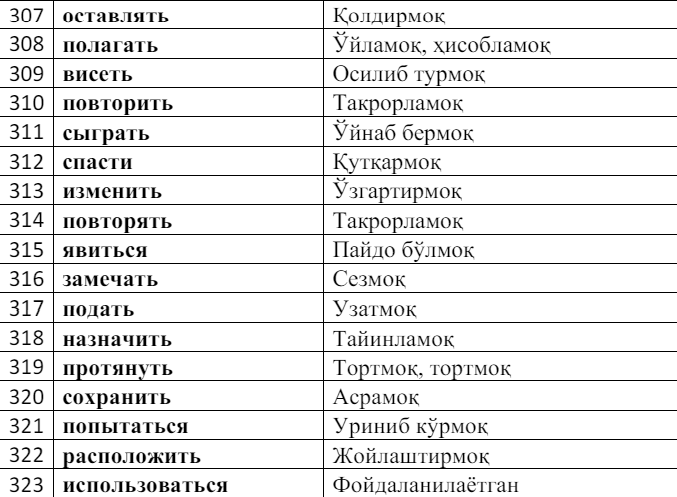 307 оставлять Қолдирмоқ
308 полагать Ўйламоқ, ҳисобламоқ
309 висеть Осилиб турмоқ
310 повторить Такрорламоқ
311 сыграть Ўйнаб бермоқ
312 спасти Қутқармоқ
313 изменить Ўзгартирмоқ
314 повторять Такрорламоқ
315 явиться Пайдо бўлмоқ
316 замечать Сезмоқ
317 подать Узатмоқ
318 назначить Тайинламоқ
319 протянуть Тортмоқ, тортмоқ
320 сохранить Асрамоқ
321 попытаться Уриниб кўрмоқ
322 расположить Жойлаштирмоқ
323 использоваться Фойдаланилаётган